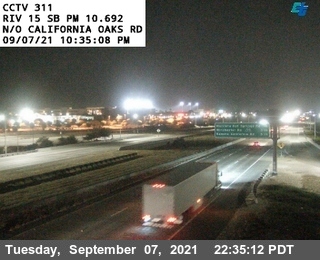 CCTV 311
RIV 15 SB PM 10.692
N/O CALIFORNIA OAKS RD
09/07/21 10:35:08 PM
Tuesday, September 07, 2021 22:35:12 PDT